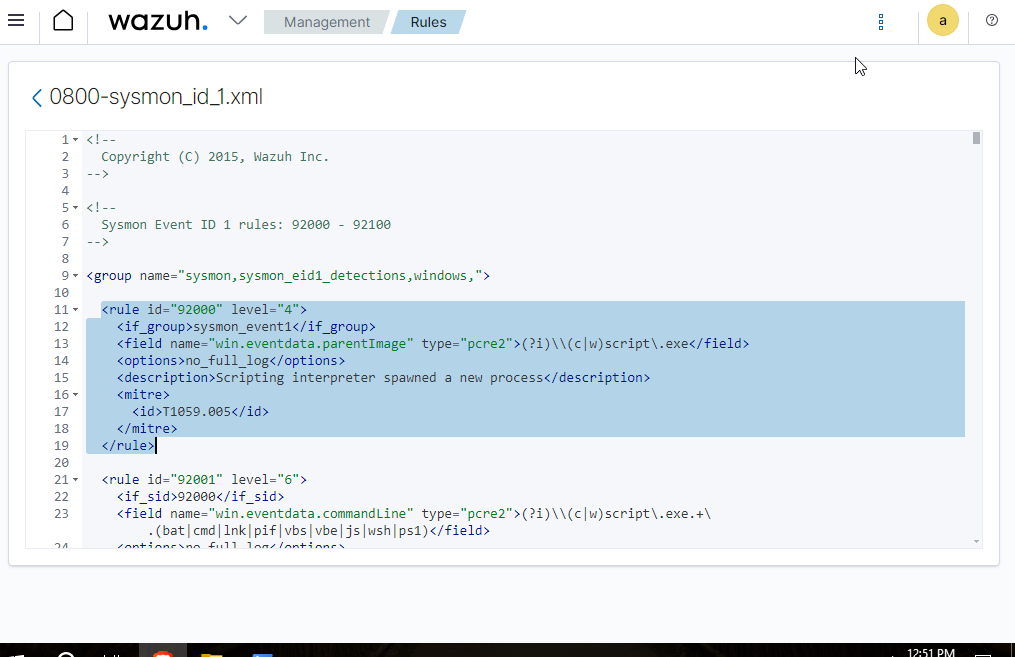 wazuh.
Management
Rules
a
0800-sysmon_id_1.xml
1 <!--
2 Copyright (C) 2015, Wazuh Inc.
3 -->
4
5 <!--
6 Sysmon Event ID 1 rules: 92000 - 92100
7 -->
8
9 <group name="sysmon,sysmon_eid1_detections,windows,">
10
11 <rule id="92000" level="4">
12 <if_group>sysmon_event1</if_group>
13 <field name="win.eventdata.parentImage" type="pcre2">(?i)\\(c|w)script\.exe</field>
14 <options>no_full_log</options>
15 <description>Scripting interpreter spawned a new process</description>
16 <mitre>
17 <id>T1059.005</id>
18 </mitre>
19 </rule>
20
21 <rule id="92001" level="6">
22 <if_sid>92000</if_sid>
23 <field name="win.eventdata.commandLine" type="pcre2">(?i)\\(c|w)script\.exe.+\
.(bat|cmd|lnk|pif|vbs|vbe|js|wsh|ps1)</field>
24 <options>no_full_log</options>
12:51 PM